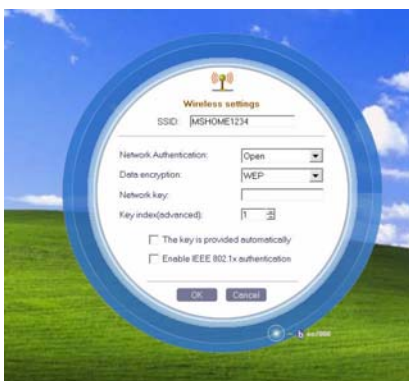 Wireless settings
SSID: MSHOME1234
Network Authentication: Open
Data encryption: WEP
Network key:
Key index(advanced): 1
The key is provided automatically
Enable IEEE 802.1x authentication
OK Cancel